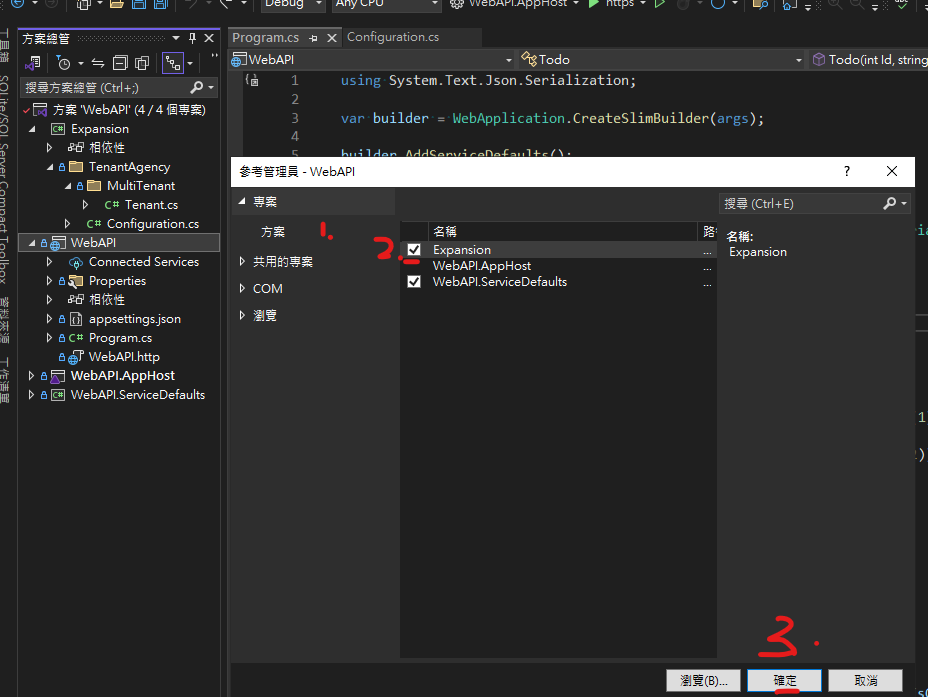 Debug
Any CPU
WebAPI.AppHost
https
方案總管
Program.cs
Configuration.cs
WebAPI
Todo
Todo(int Id, string
搜尋方案總管 (Ctrl+;)
方案 'WebAPI' (4 / 4 個專案)
Expansion
相依性
TenantAgency
MultiTenant
Tenant.cs
Configuration.cs
WebAPI
Connected Services
Properties
相依性
appsettings.json
Program.cs
WebAPI.http
WebAPI.AppHost
WebAPI.ServiceDefaults
1 using System.Text.Json.Serialization;
2
3 var builder = WebApplication.CreateSlimBuilder(args);
4
5 builder.AddServiceDefaults();
參考管理員 - WebAPI
? 
專案
方案
1.
共用的專案
COM
瀏覽
搜尋 (Ctrl+E)
名稱
路
2.
Expansion
...
WebAPI.AppHost
...
WebAPI.ServiceDefaults
...
名稱:
Expansion
3.
瀏覽(B)...
確定
取消
SQLite/SQL Server Compact Toolbox
資料來源
工作清單